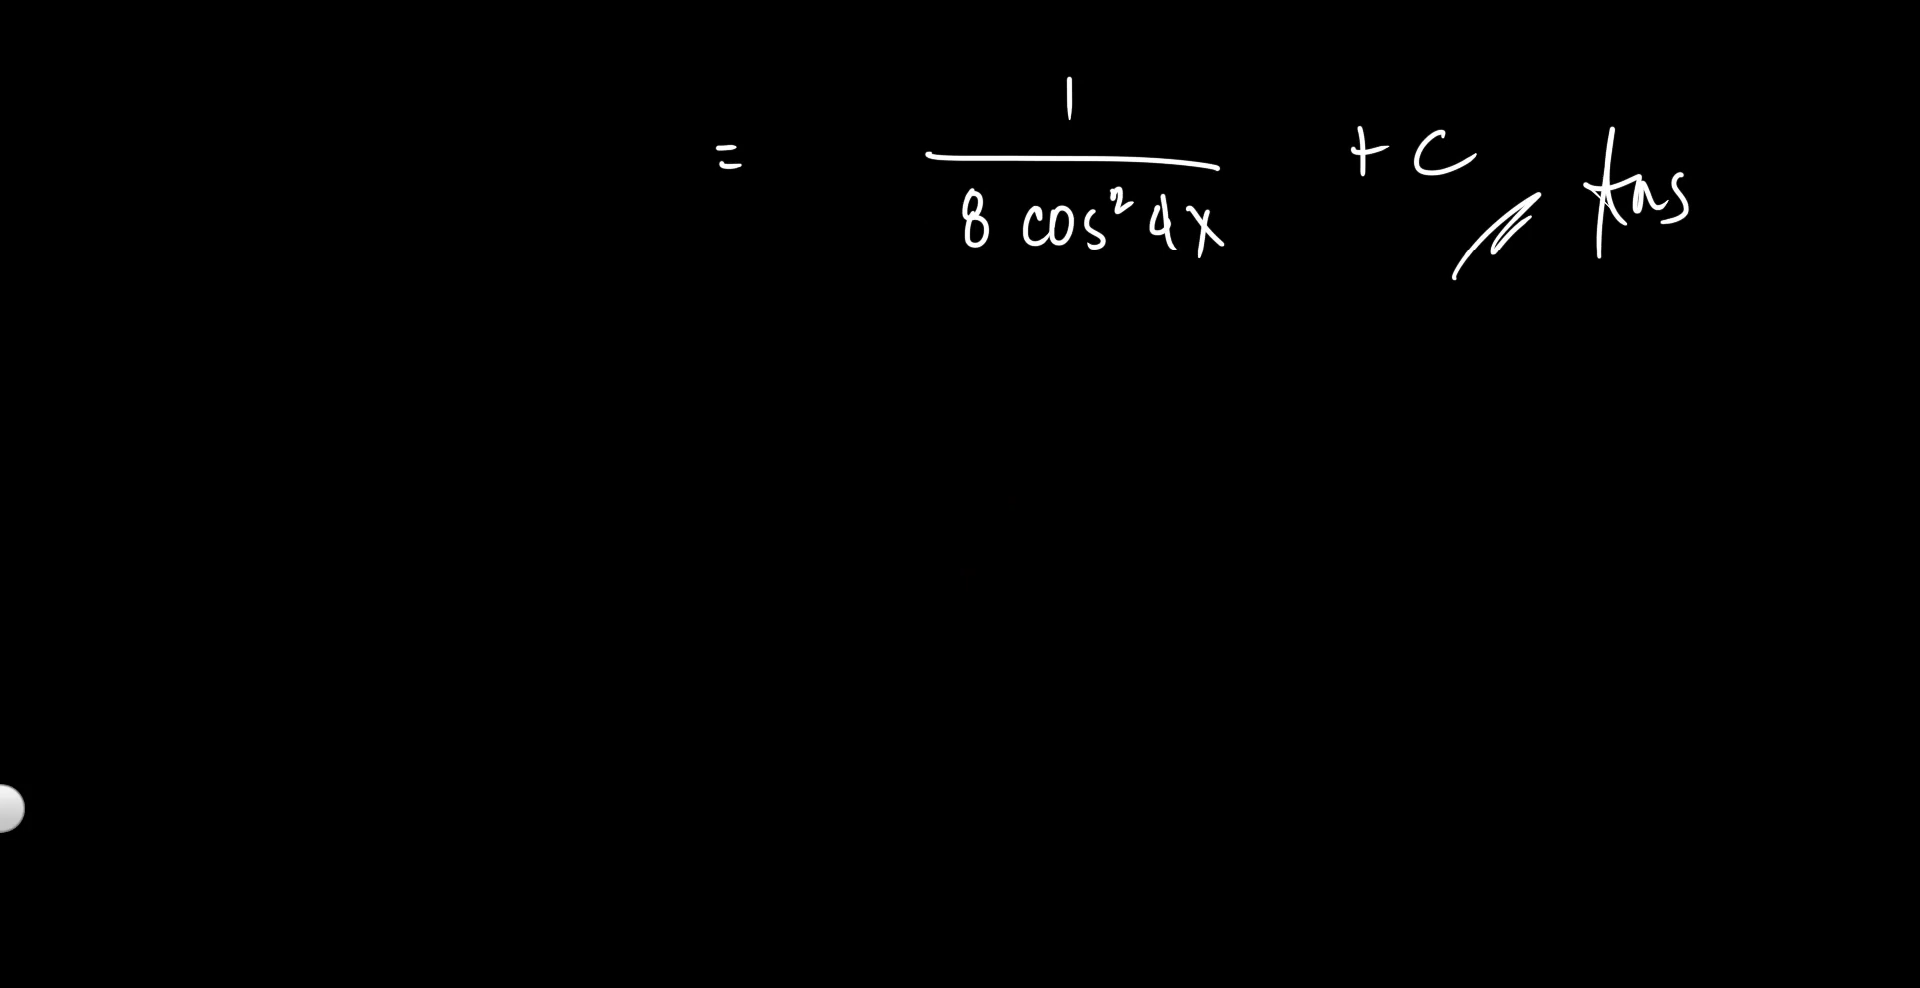 = 1 / (8 cos² 4x) + C Ans